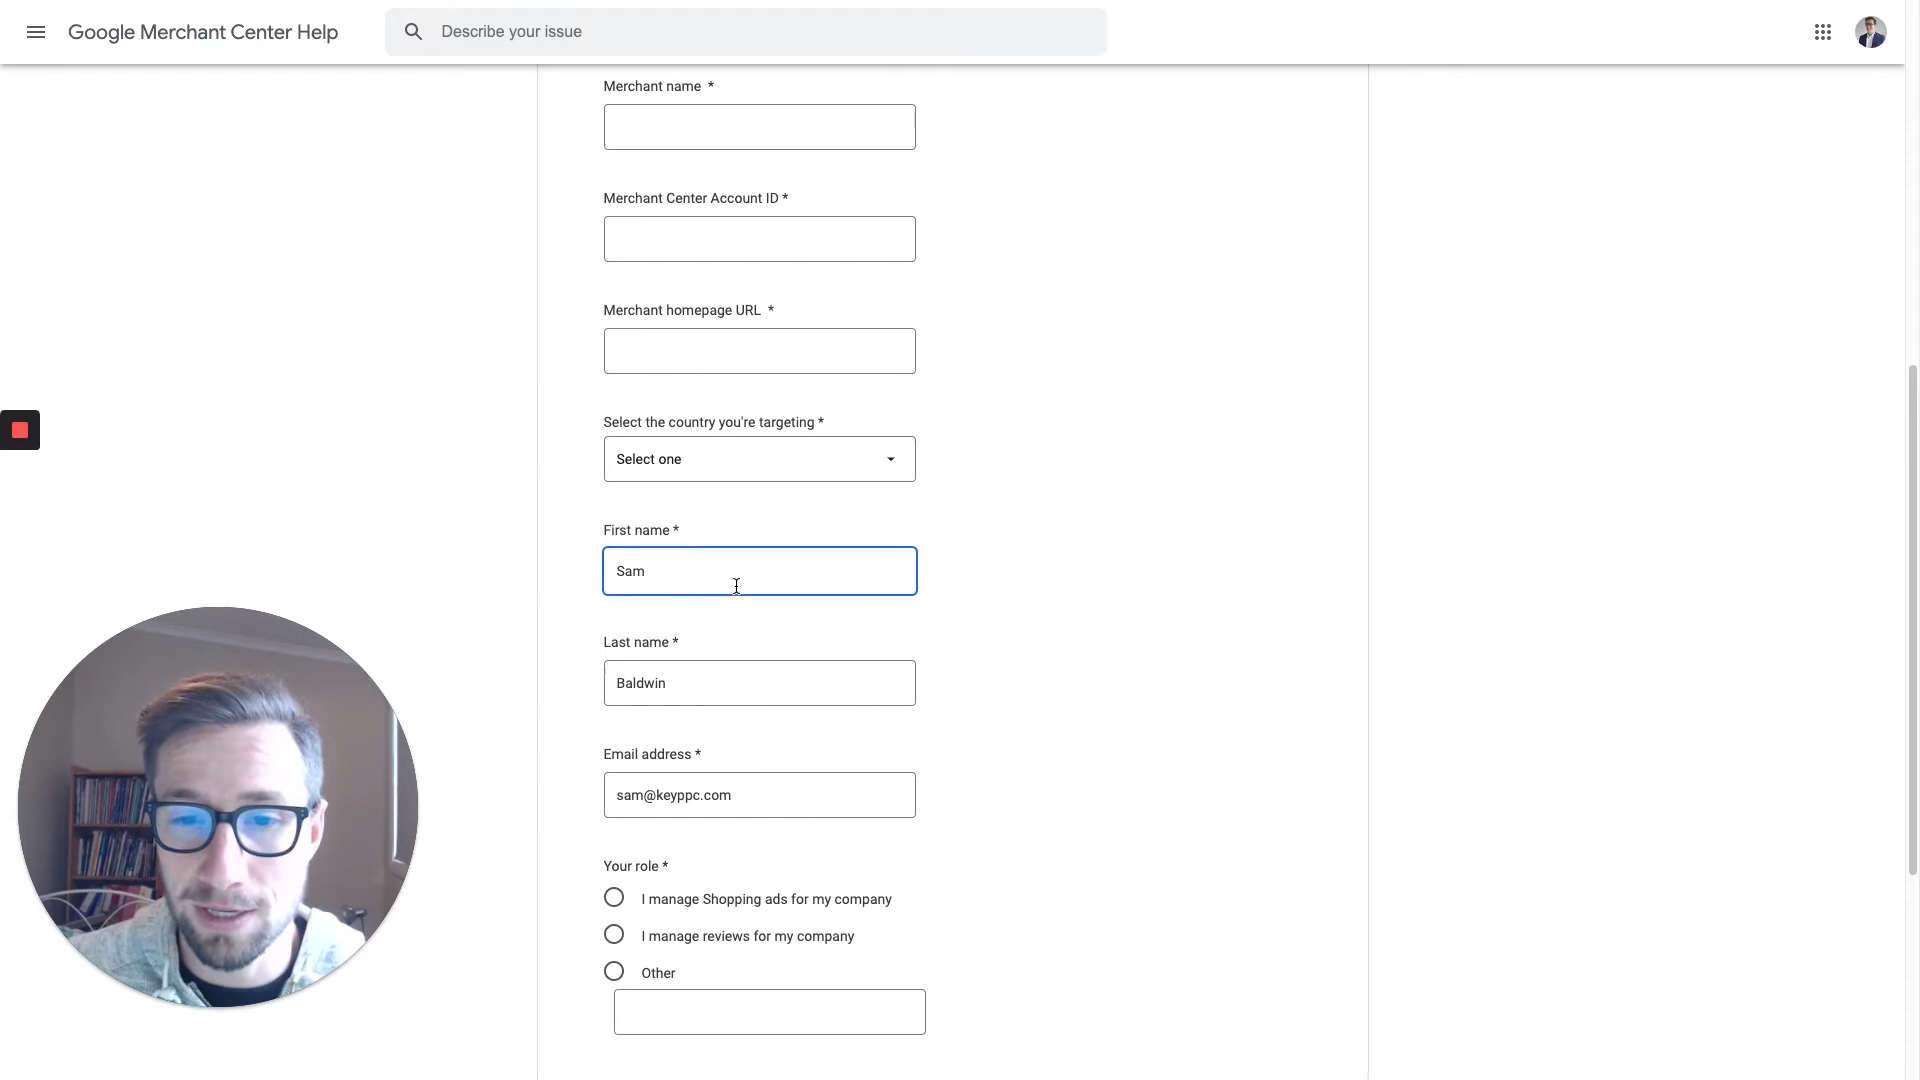 Google Merchant Center Help
Describe your issue
Merchant name *
Merchant Center Account ID *
Merchant homepage URL *
Select the country you're targeting *
Select one
First name *
Sam
Last name *
Baldwin
Email address *
sam@keyppc.com
Your role *
I manage Shopping ads for my company
I manage reviews for my company
Other